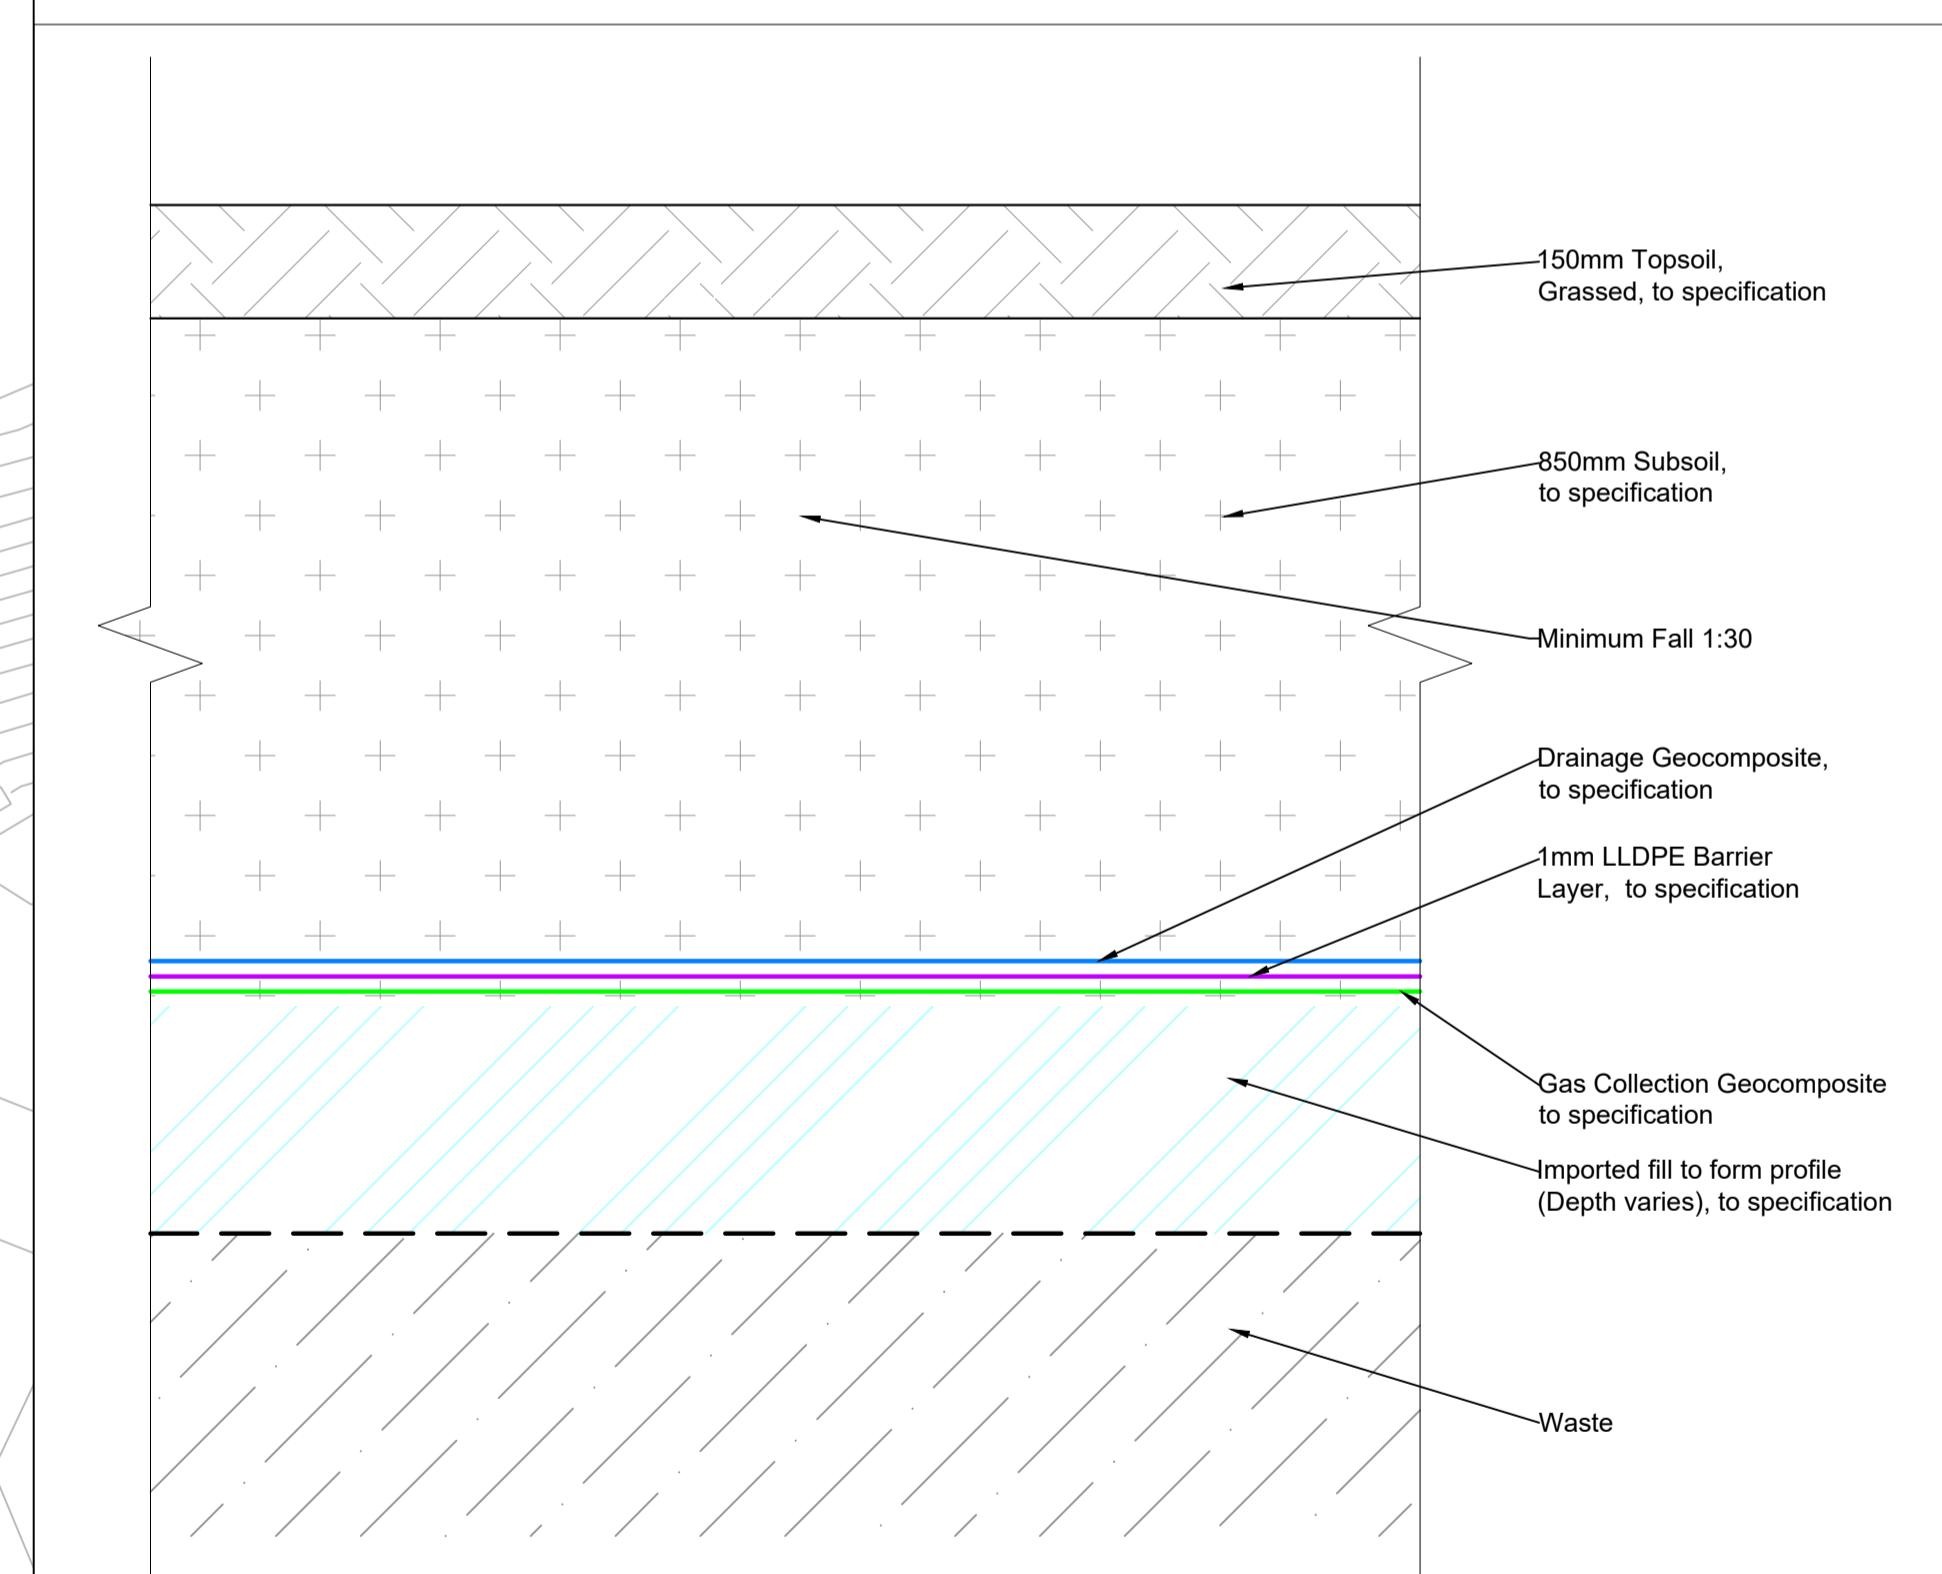 150mm Topsoil,
Grassed, to specification
850mm Subsoil,
to specification
Minimum Fall 1:30
Drainage Geocomposite,
to specification
1mm LLDPE Barrier
Layer,  to specification
Gas Collection Geocomposite
to specification
Imported fill to form profile
(Depth varies), to specification
Waste